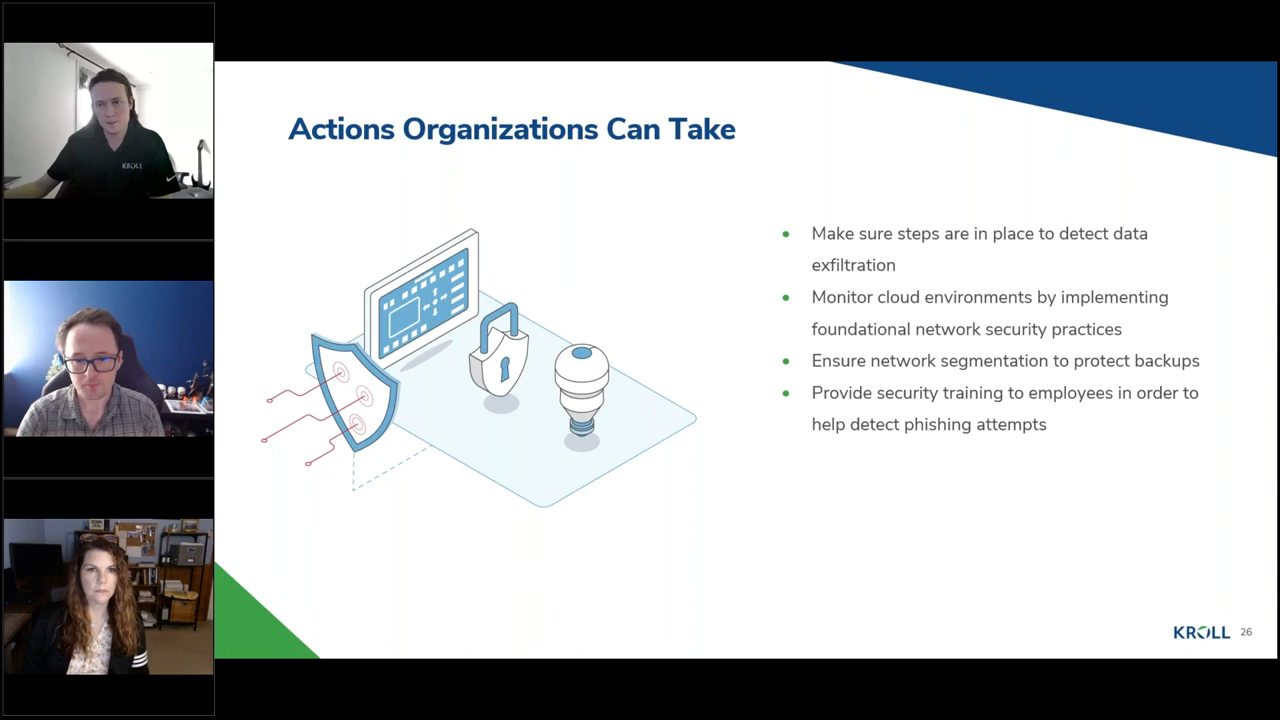 KROLL
Actions Organizations Can Take
Make sure steps are in place to detect data
exfiltration
Monitor cloud environments by implementing
foundational network security practices
Ensure network segmentation to protect backups
Provide security training to employees in order to
help detect phishing attempts
KROLL 26